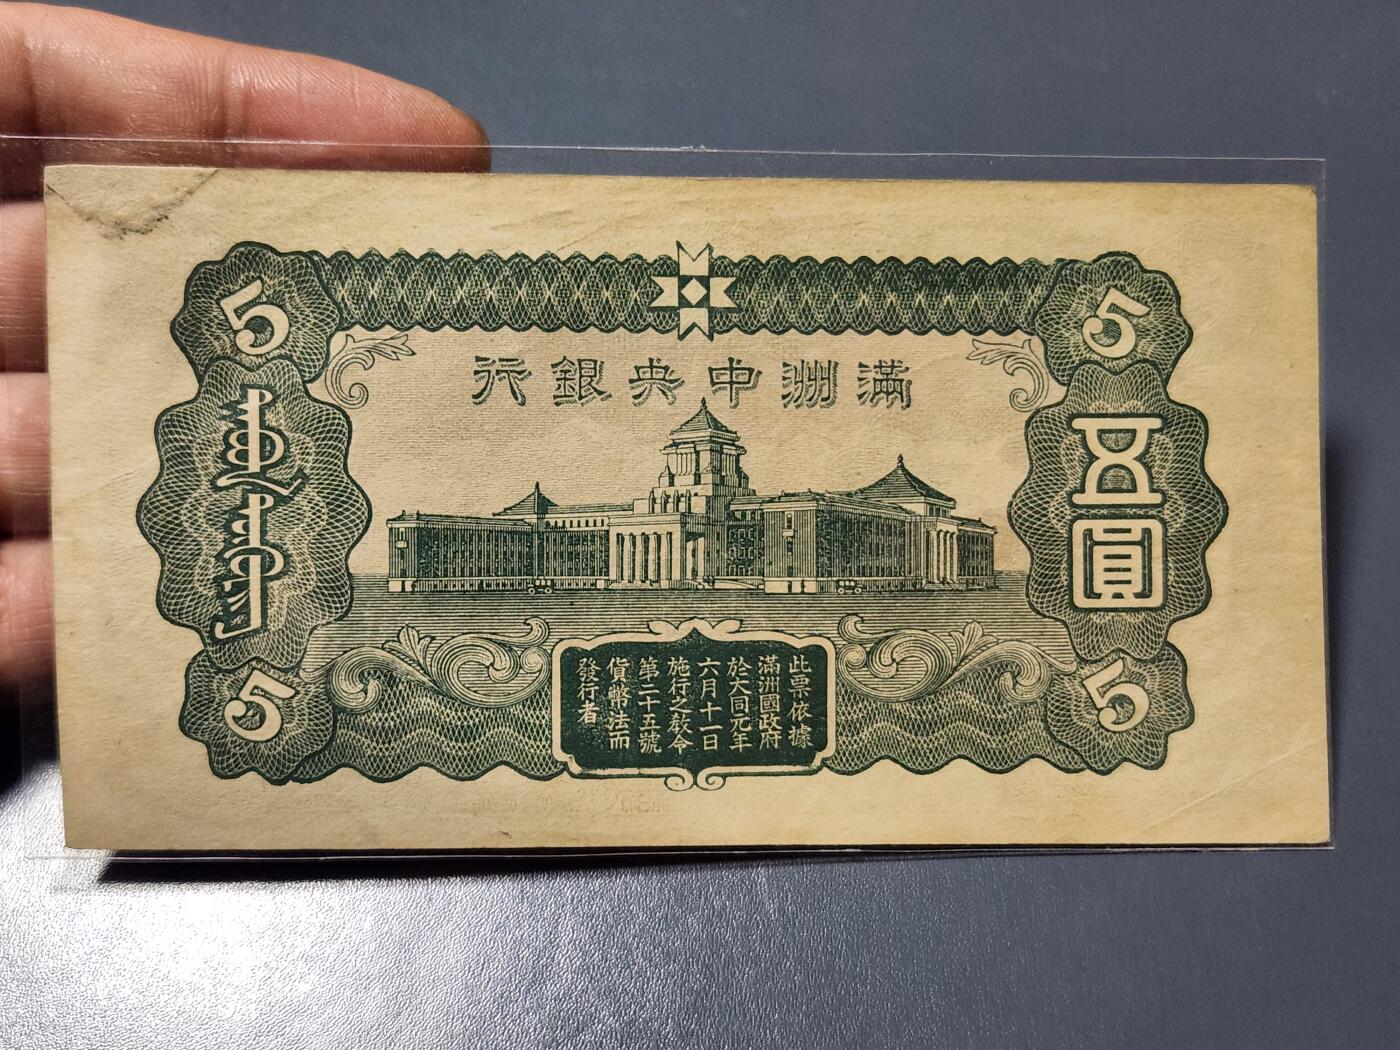 5
5
滿洲中央銀行
五圓
此票依據
滿洲國政府
於大同元年
六月十一日
施行之敎令
第二十五號
貨幣法而
發行者
5
5